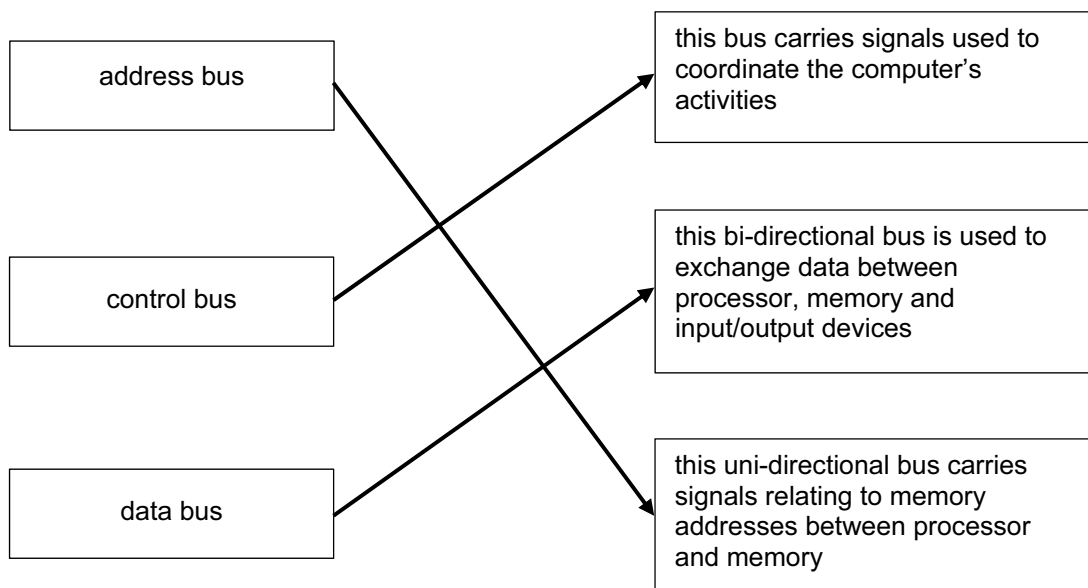 address bus
control bus
data bus
this bus carries signals used to
coordinate the computer’s
activities
this bi-directional bus is used to
exchange data between
processor, memory and
input/output devices
this uni-directional bus carries
signals relating to memory
addresses between processor
and memory